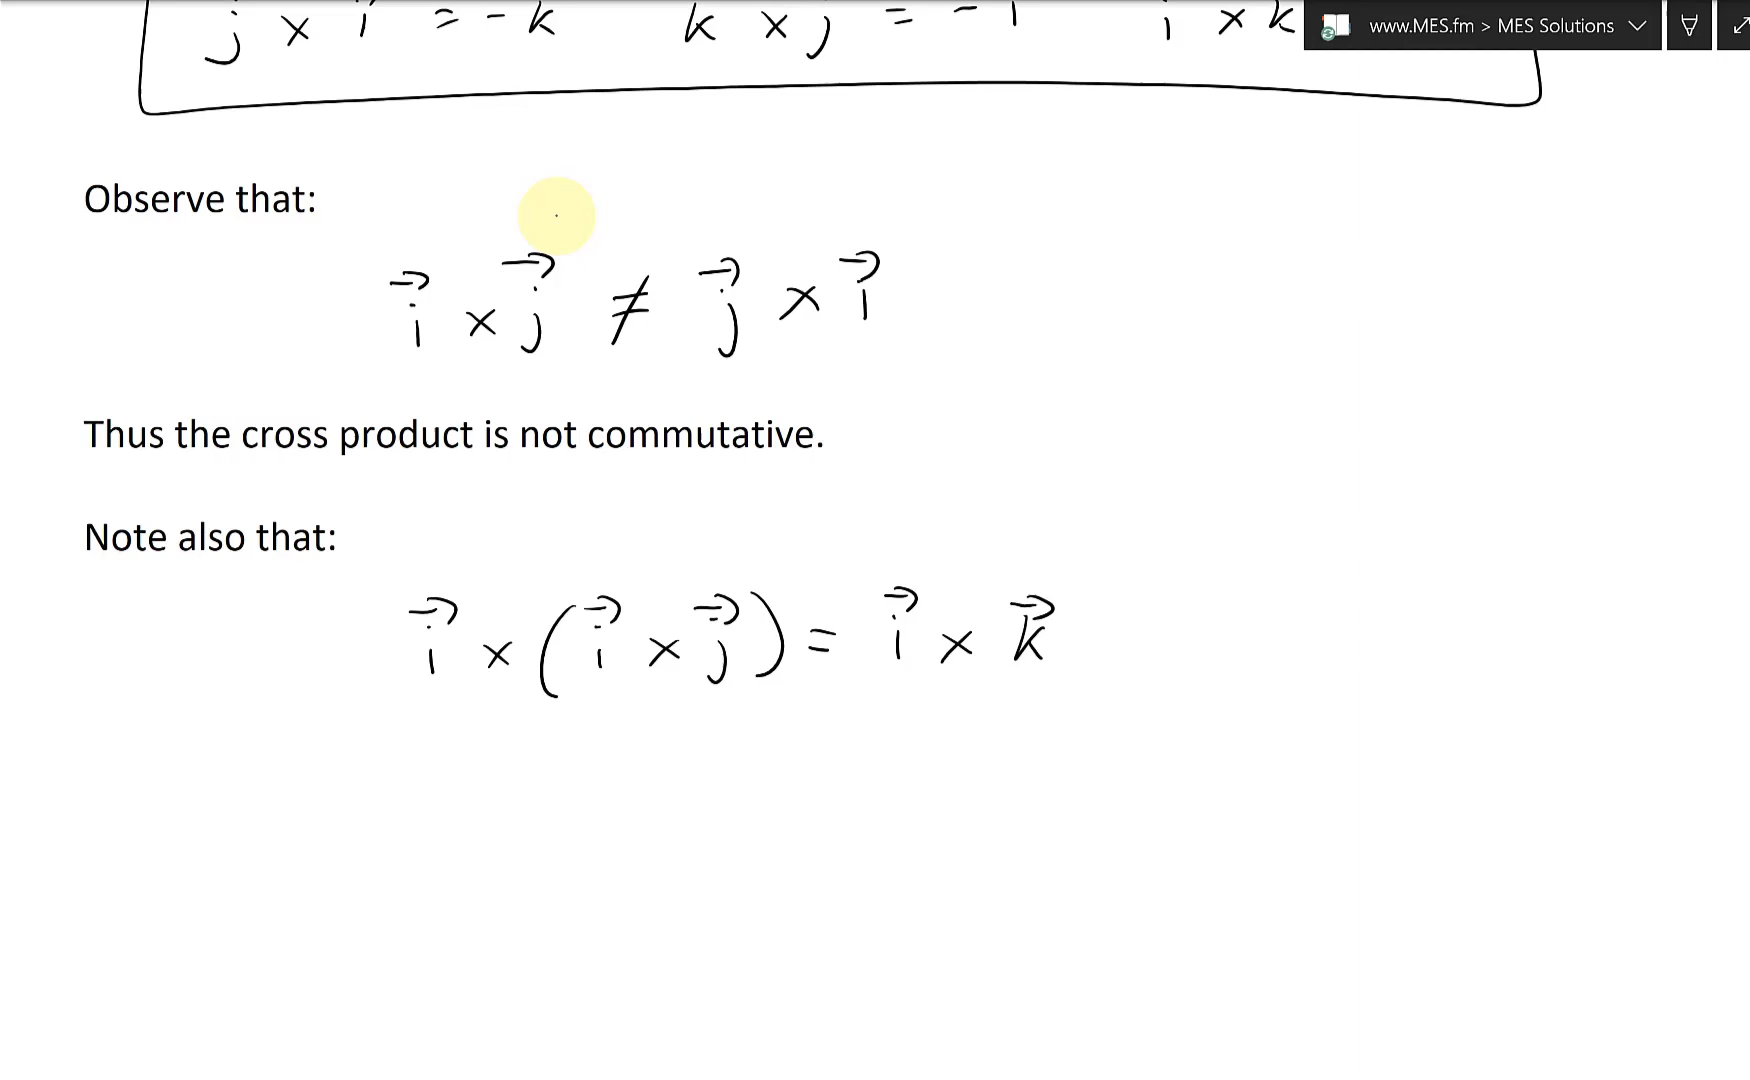 j × i = -k   k × j = - i   i × k
www.MES.fm > MES Solutions
Observe that:
i⃗ × j⃗ ≠ j⃗ × i⃗
Thus the cross product is not commutative.
Note also that:
i⃗ × (i⃗ × j⃗) = i⃗ × k⃗